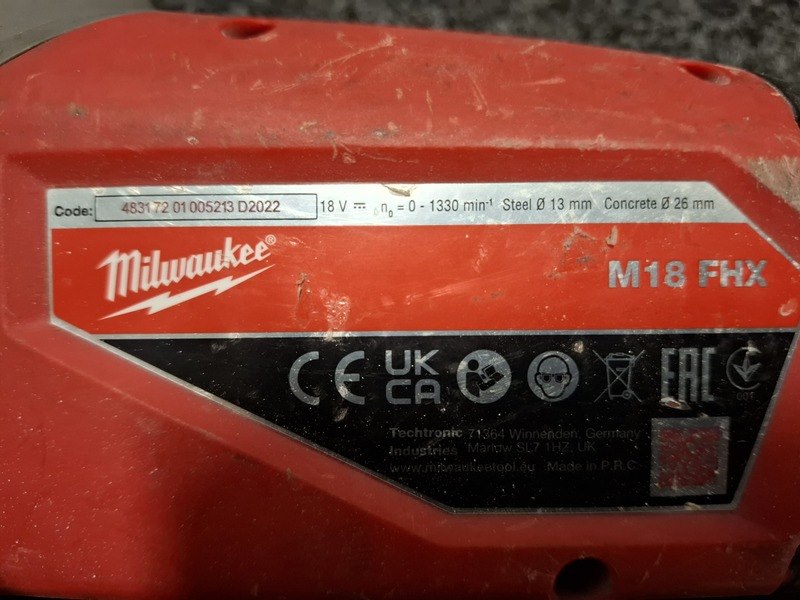 Code: 483172 01 005213 D2022 18 V ⎓ n₀ = 0 - 1330 min⁻¹ Steel Ø 13 mm Concrete Ø 26 mm
Milwaukee®
M18 FHX
CE UK CA EAC
Techtronic 71364 Winnenden, Germany
Industries Marlow SL7 1HZ, UK
www.milwaukeetool.eu Made in P.R.C.